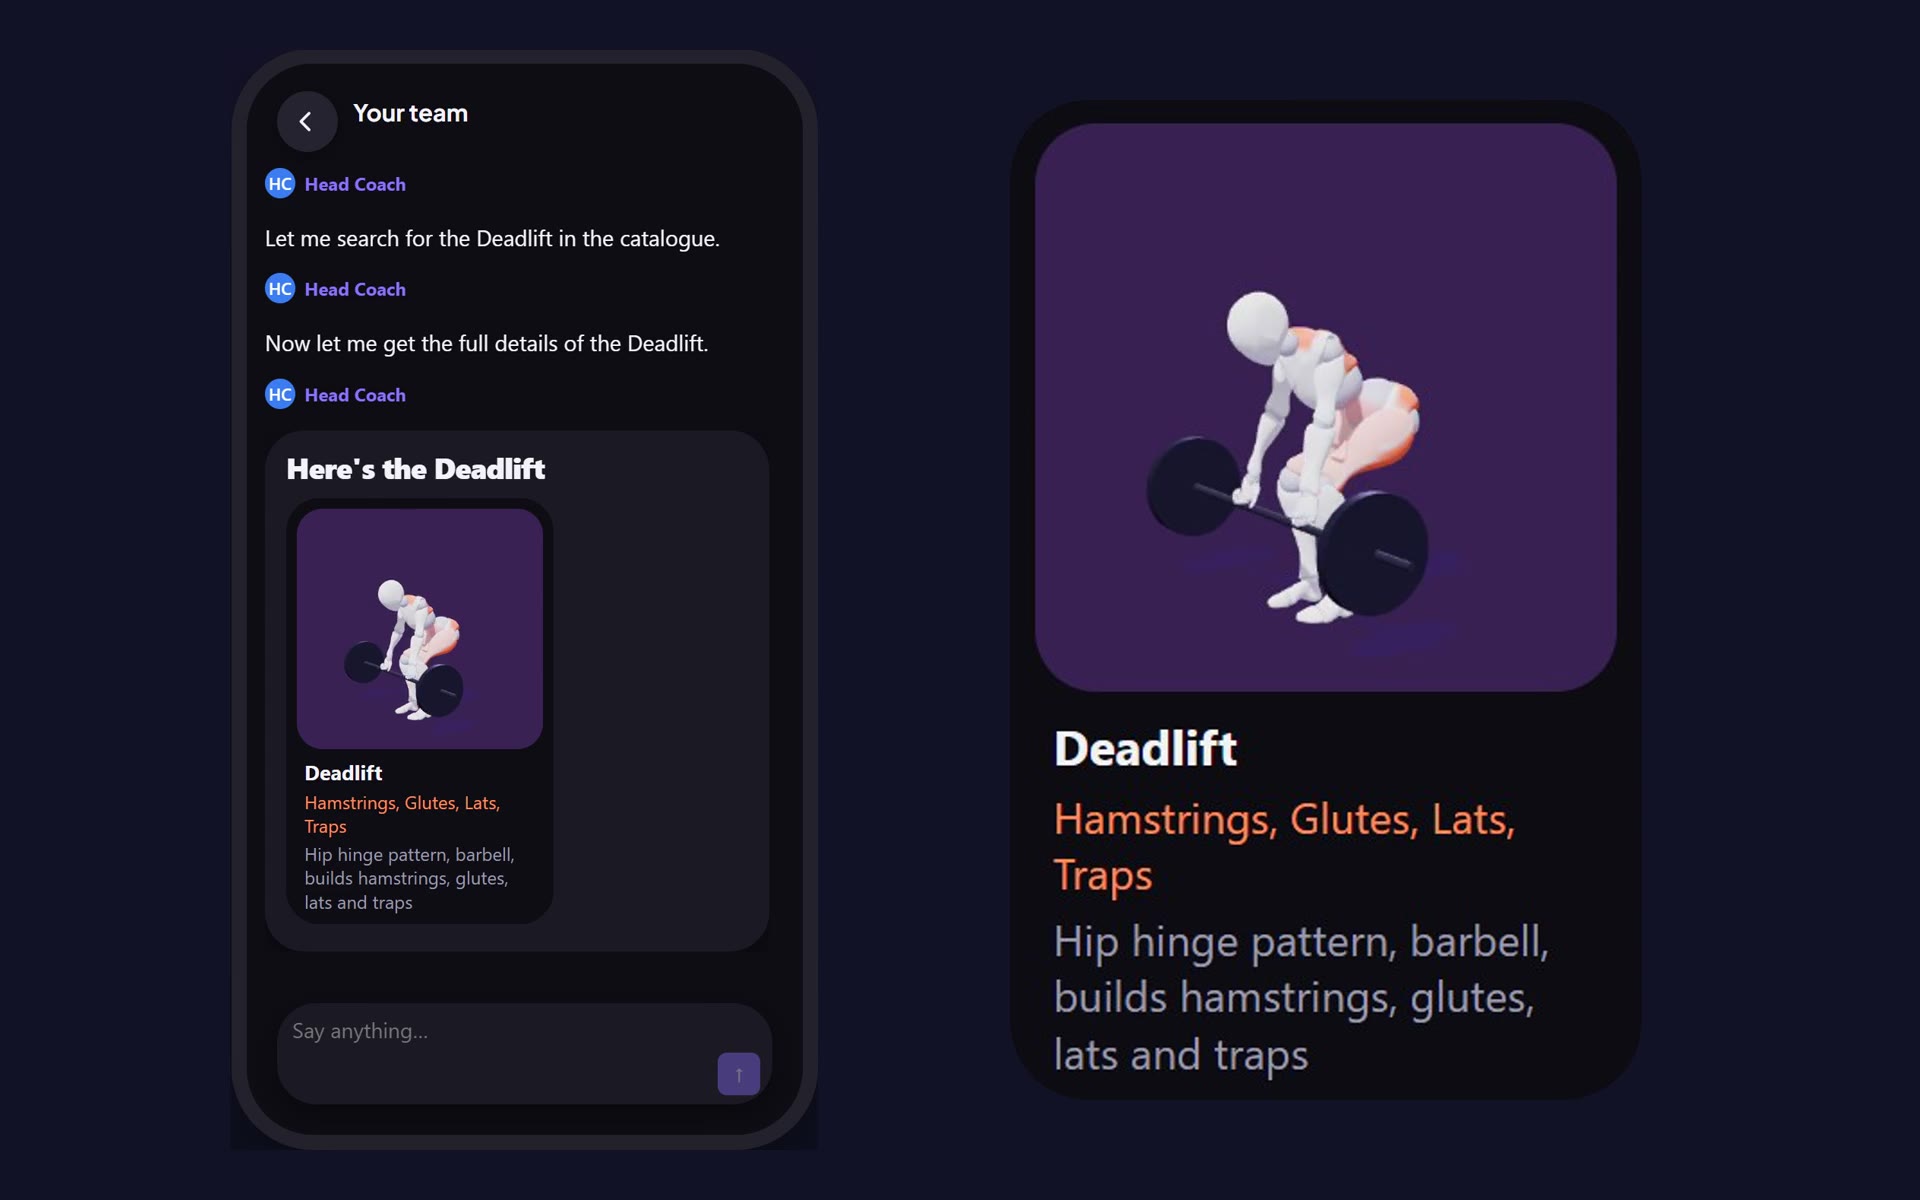 Your team
HC Head Coach
Let me search for the Deadlift in the catalogue.
HC Head Coach
Now let me get the full details of the Deadlift.
HC Head Coach
Here's the Deadlift
Deadlift
Hamstrings, Glutes, Lats,
Traps
Hip hinge pattern, barbell,
builds hamstrings, glutes,
lats and traps
Say anything...
↑
Deadlift
Hamstrings, Glutes, Lats,
Traps
Hip hinge pattern, barbell,
builds hamstrings, glutes,
lats and traps